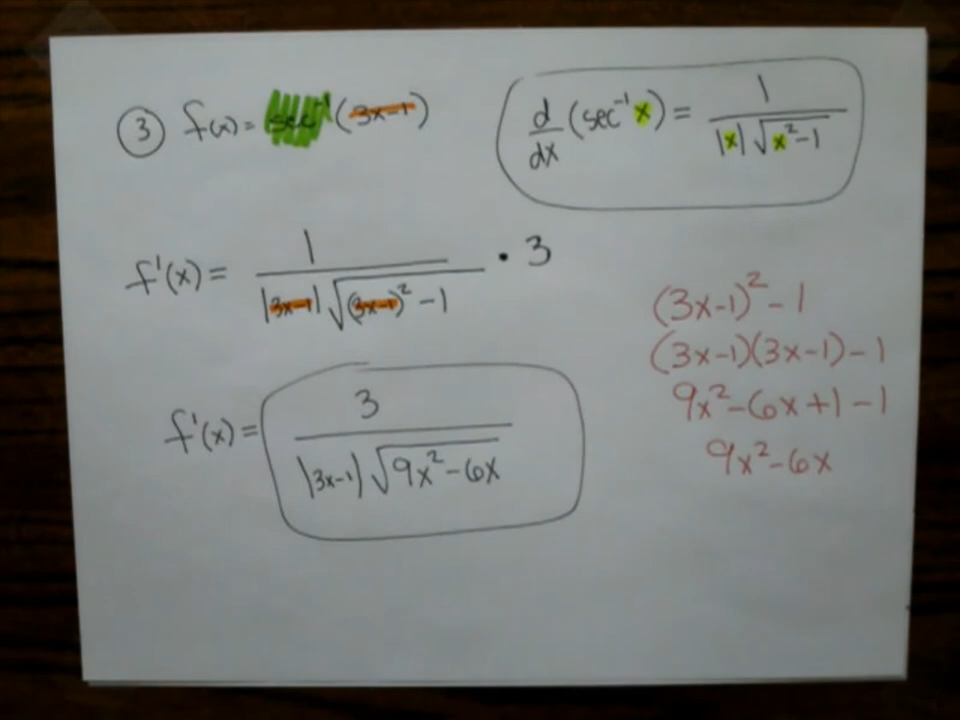 ③ f(x) = sec⁻¹(3x-1)
d/dx (sec⁻¹x) = 1/(|x|√(x²-1))
f'(x) = 1/(|3x-1|√((3x-1)²-1)) · 3
(3x-1)²-1
(3x-1)(3x-1)-1
9x²-6x+1-1
9x²-6x
f'(x) = 3/(|3x-1|√(9x²-6x))